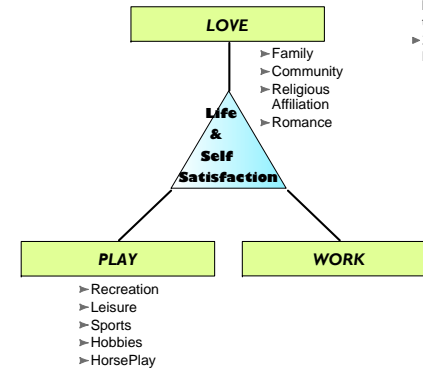 LOVE
➢Family
➢Community
➢Religious
Affiliation
➢Romance
Life
&
Self
Satisfaction
PLAY
WORK
➢Recreation
➢Leisure
➢Sports
➢Hobbies
➢HorsePlay